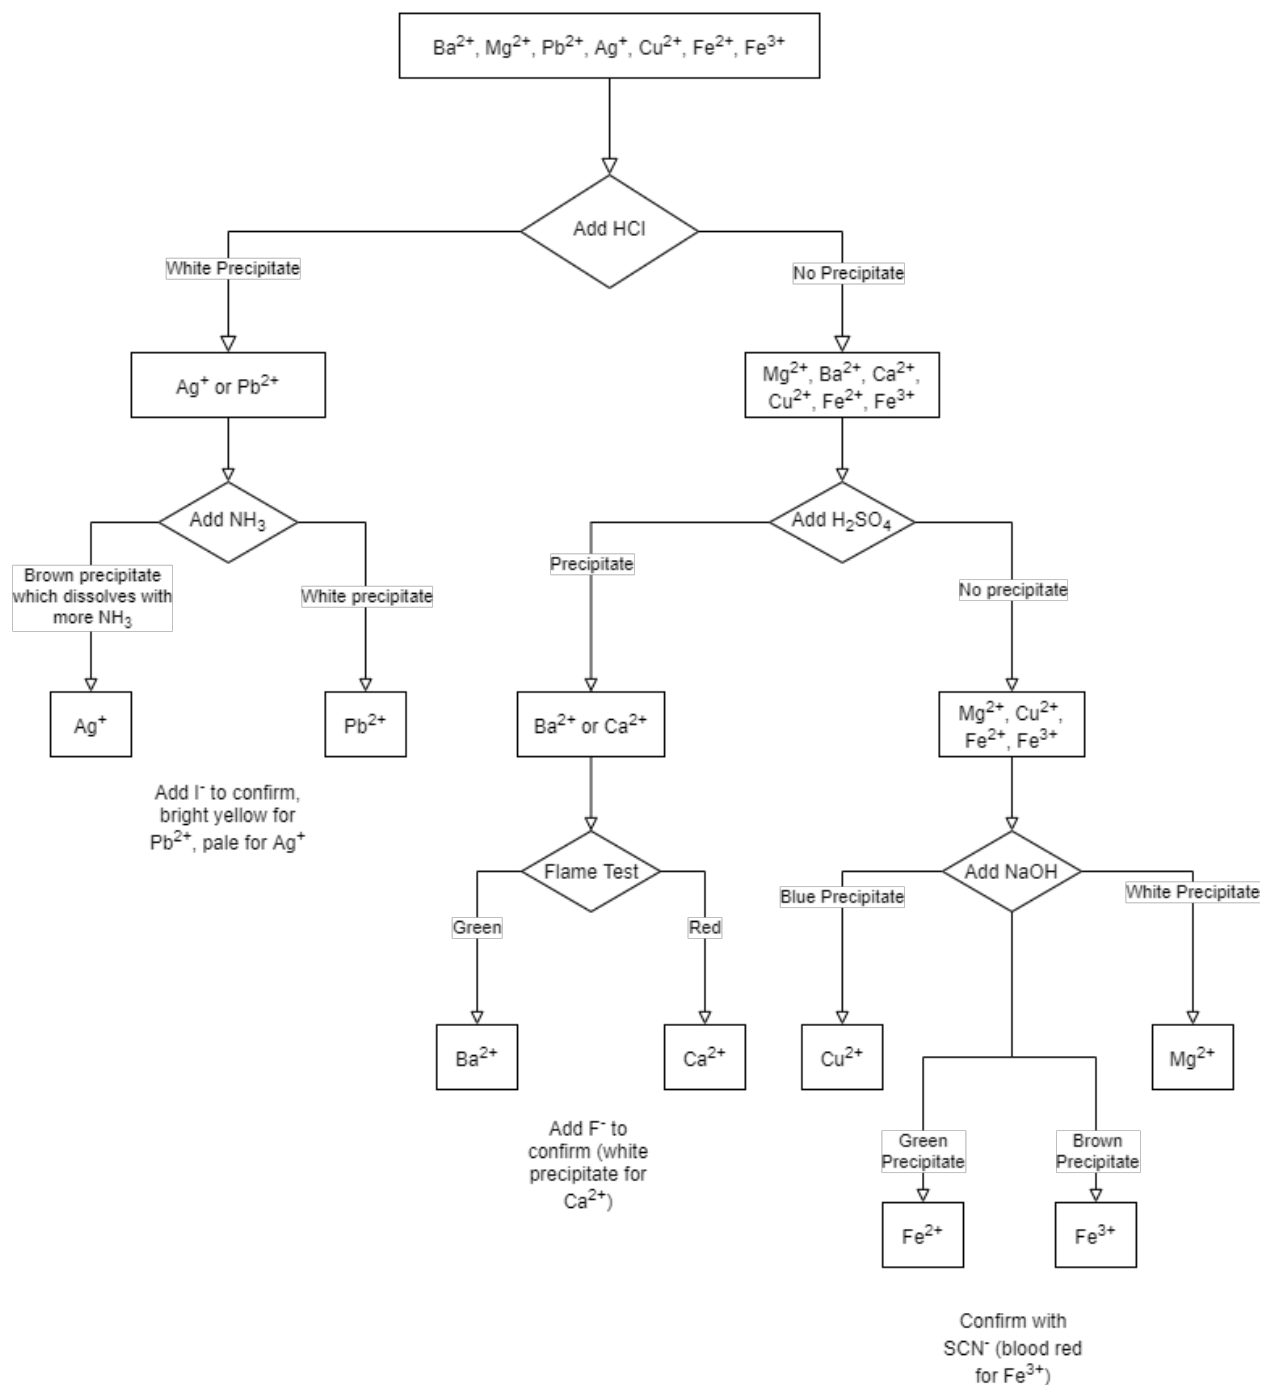 Ba²⁺, Mg²⁺, Pb²⁺, Ag⁺, Cu²⁺, Fe²⁺, Fe³⁺
Add HCl
White Precipitate
No Precipitate
Ag⁺ or Pb²⁺
Mg²⁺, Ba²⁺, Ca²⁺,
Cu²⁺, Fe²⁺, Fe³⁺
Add NH₃
Add H₂SO₄
Brown precipitate
which dissolves with
more NH₃
White precipitate
Precipitate
No precipitate
Ag⁺
Pb²⁺
Ba²⁺ or Ca²⁺
Mg²⁺, Cu²⁺,
Fe²⁺, Fe³⁺
Add I⁻ to confirm,
bright yellow for
Pb²⁺, pale for Ag⁺
Flame Test
Add NaOH
Green
Red
Blue Precipitate
White Precipitate
Ba²⁺
Ca²⁺
Cu²⁺
Mg²⁺
Add F⁻ to
confirm (white
precipitate for
Ca²⁺)
Green
Precipitate
Brown
Precipitate
Fe²⁺
Fe³⁺
Confirm with
SCN⁻ (blood red
for Fe³⁺)